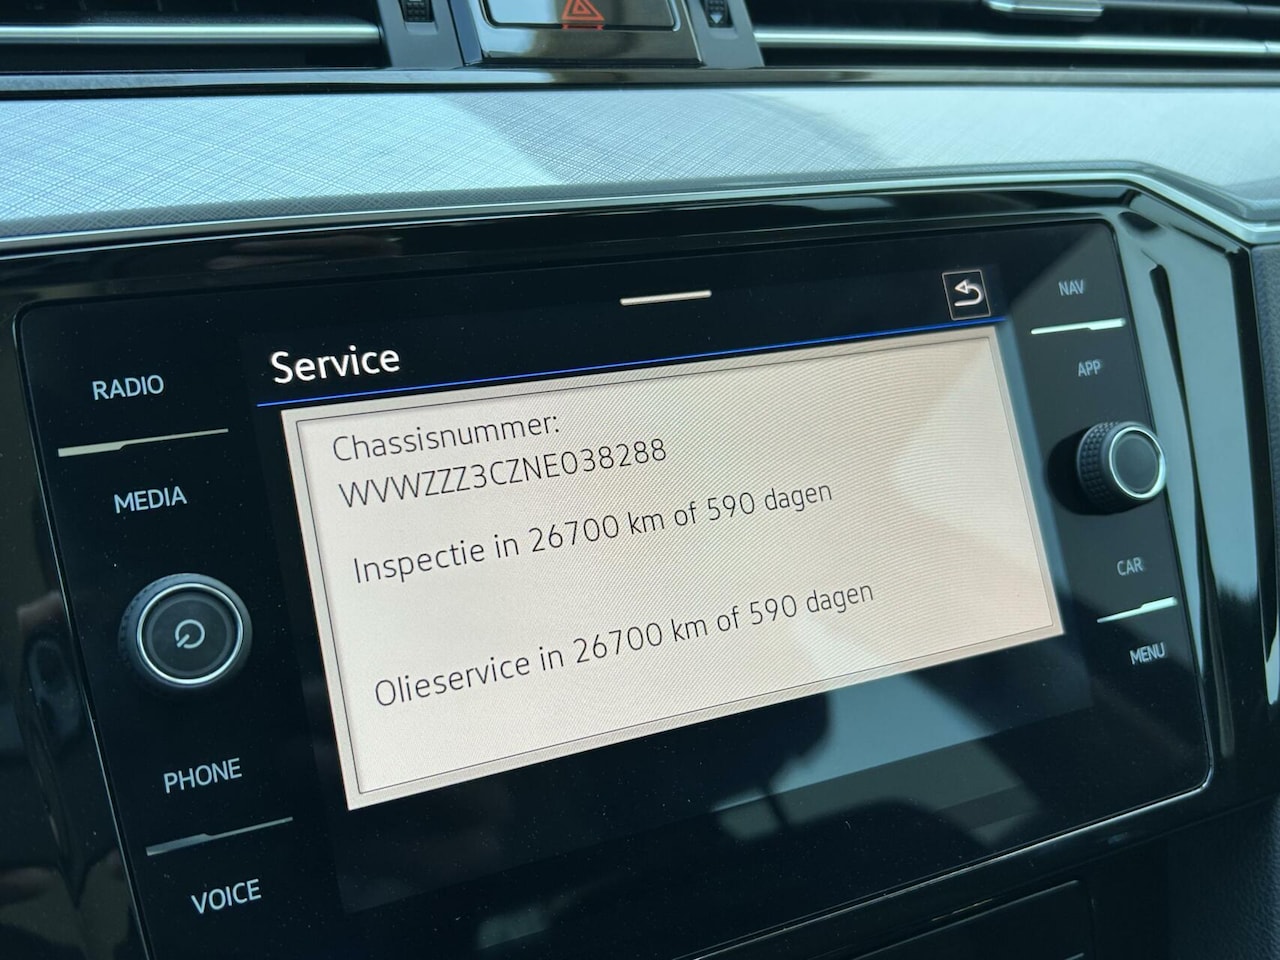 Service
Chassisnummer:
WVWZZZ3CZNE038288
Inspectie in 26700 km of 590 dagen
Olieservice in 26700 km of 590 dagen
RADIO
MEDIA
PHONE
VOICE
NAV
APP
CAR
MENU